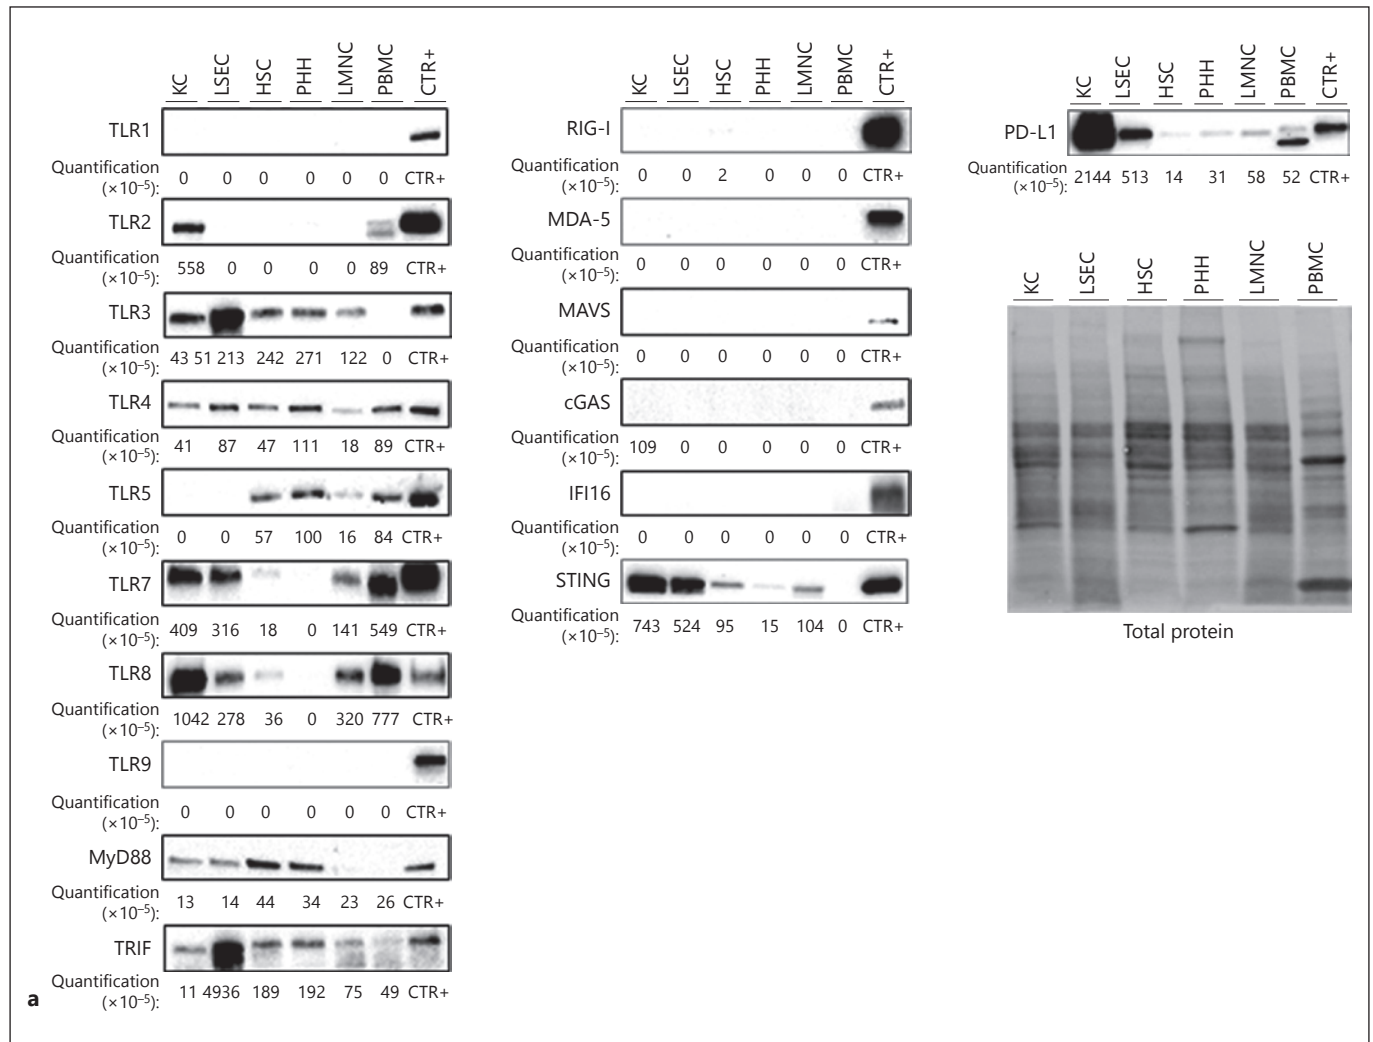 KC LSEC HSC PHH LMNC PBMC CTR+
TLR1
Quantification
(×10–5): 0 0 0 0 0 0 CTR+
TLR2
Quantification
(×10–5): 558 0 0 0 0 89 CTR+
TLR3
Quantification
(×10–5): 43 51 213 242 271 122 0 CTR+
TLR4
Quantification
(×10–5): 41 87 47 111 18 89 CTR+
TLR5
Quantification
(×10–5): 0 0 57 100 16 84 CTR+
TLR7
Quantification
(×10–5): 409 316 18 0 141 549 CTR+
TLR8
Quantification
(×10–5): 1042 278 36 0 320 777 CTR+
TLR9
Quantification
(×10–5): 0 0 0 0 0 0 CTR+
MyD88
Quantification
(×10–5): 13 14 44 34 23 26 CTR+
TRIF
Quantification
(×10–5): 11 4936 189 192 75 49 CTR+
a
KC LSEC HSC PHH LMNC PBMC CTR+
RIG-I
Quantification
(×10–5): 0 0 2 0 0 0 CTR+
MDA-5
Quantification
(×10–5): 0 0 0 0 0 0 CTR+
MAVS
Quantification
(×10–5): 0 0 0 0 0 0 CTR+
cGAS
Quantification
(×10–5): 109 0 0 0 0 0 CTR+
IFI16
Quantification
(×10–5): 0 0 0 0 0 0 CTR+
STING
Quantification
(×10–5): 743 524 95 15 104 0 CTR+
KC LSEC HSC PHH LMNC PBMC CTR+
PD-L1
Quantification
(×10–5): 2144 513 14 31 58 52 CTR+
KC LSEC HSC PHH LMNC PBMC
Total protein